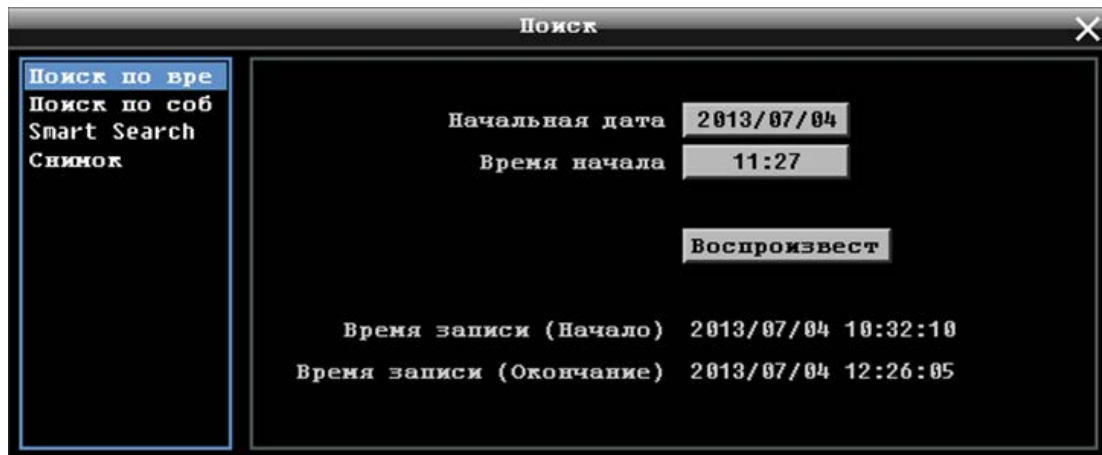 Поиск
Поиск по вре
Поиск по соб
Smart Search
Снимок
Начальная дата 2013/07/04
Время начала 11:27
Воспроизвест
Время записи (Начало) 2013/07/04 10:32:10
Время записи (Окончание) 2013/07/04 12:26:05